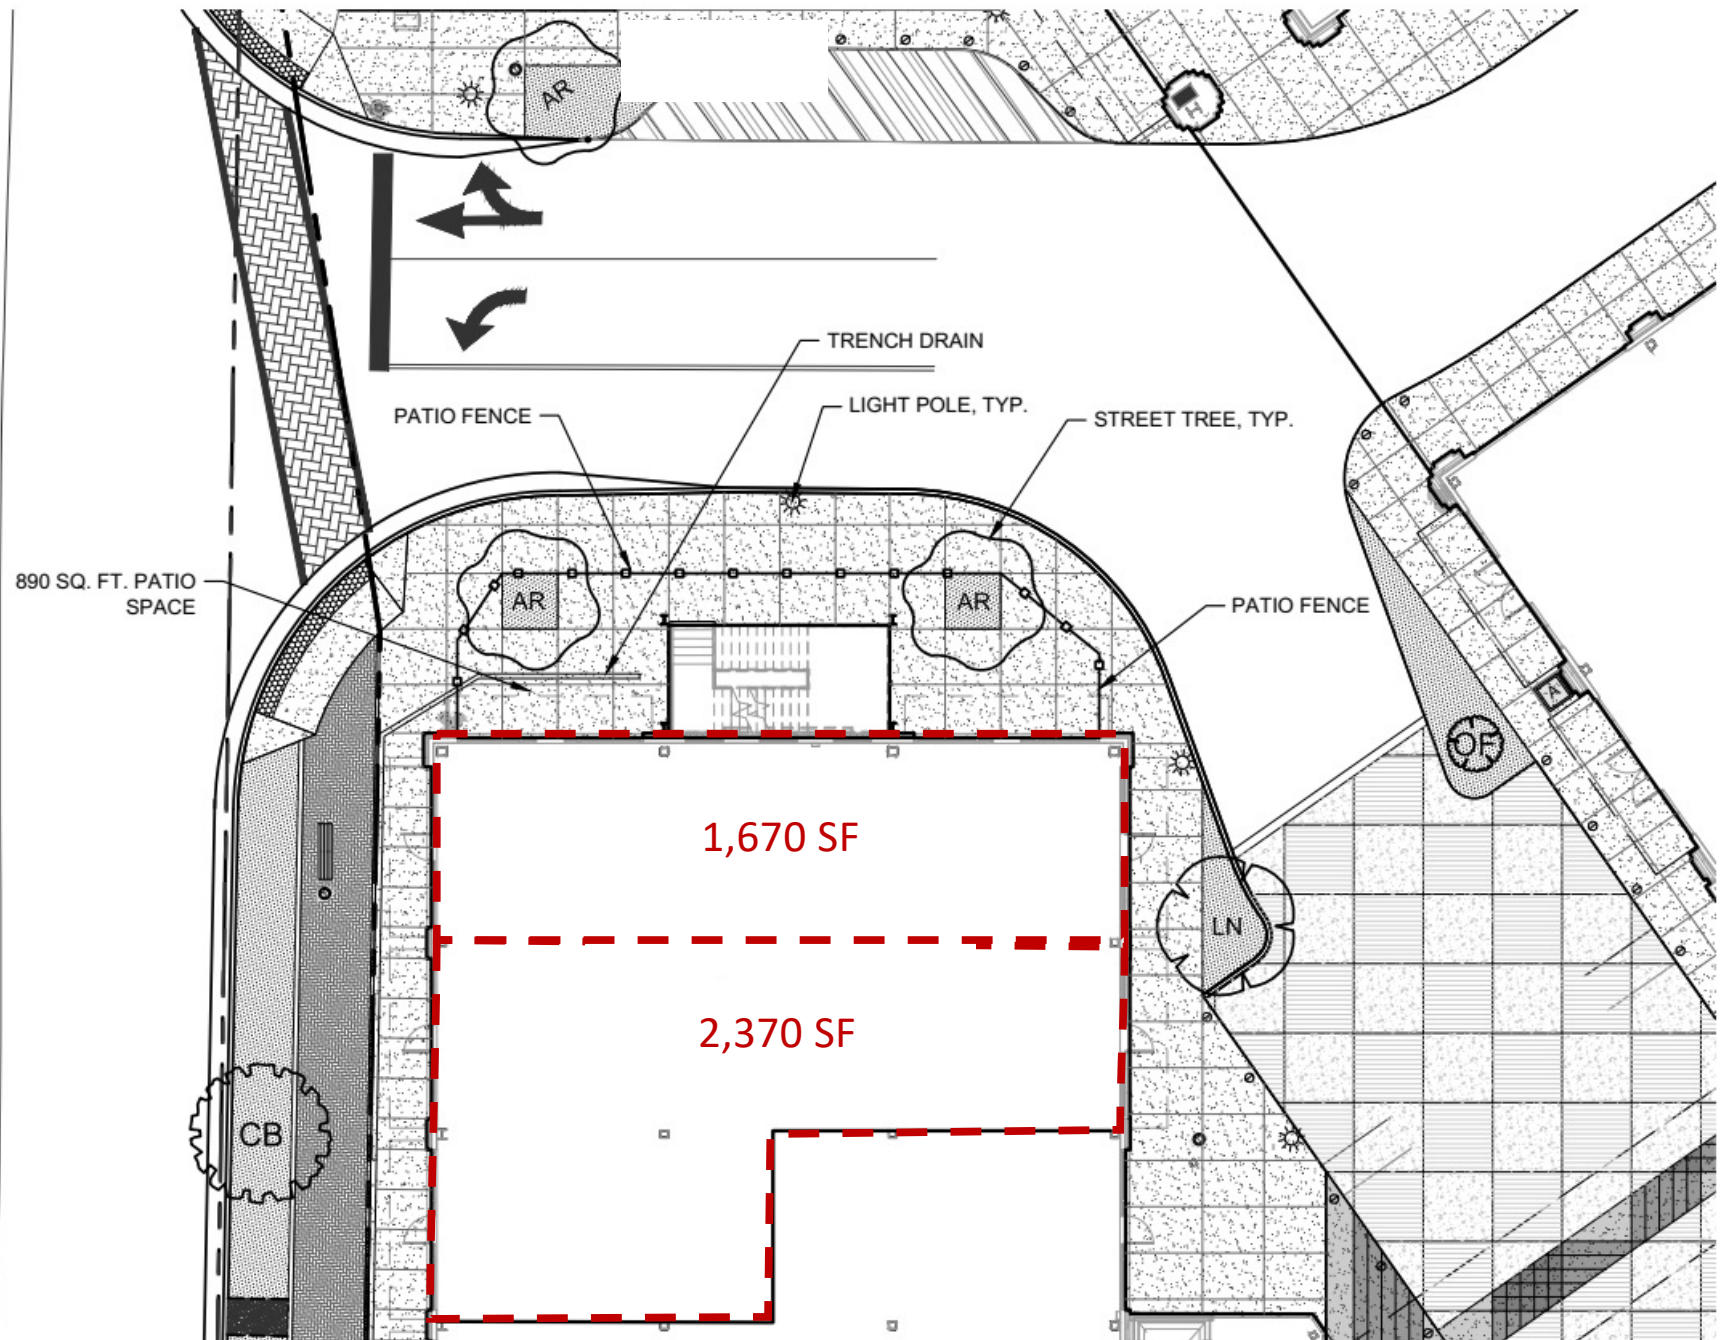 AR
TRENCH DRAIN
LIGHT POLE, TYP.
PATIO FENCE
STREET TREE, TYP.
890 SQ. FT. PATIO
SPACE
AR
AR
PATIO FENCE
A
OF
1,670 SF
LN
2,370 SF
CB